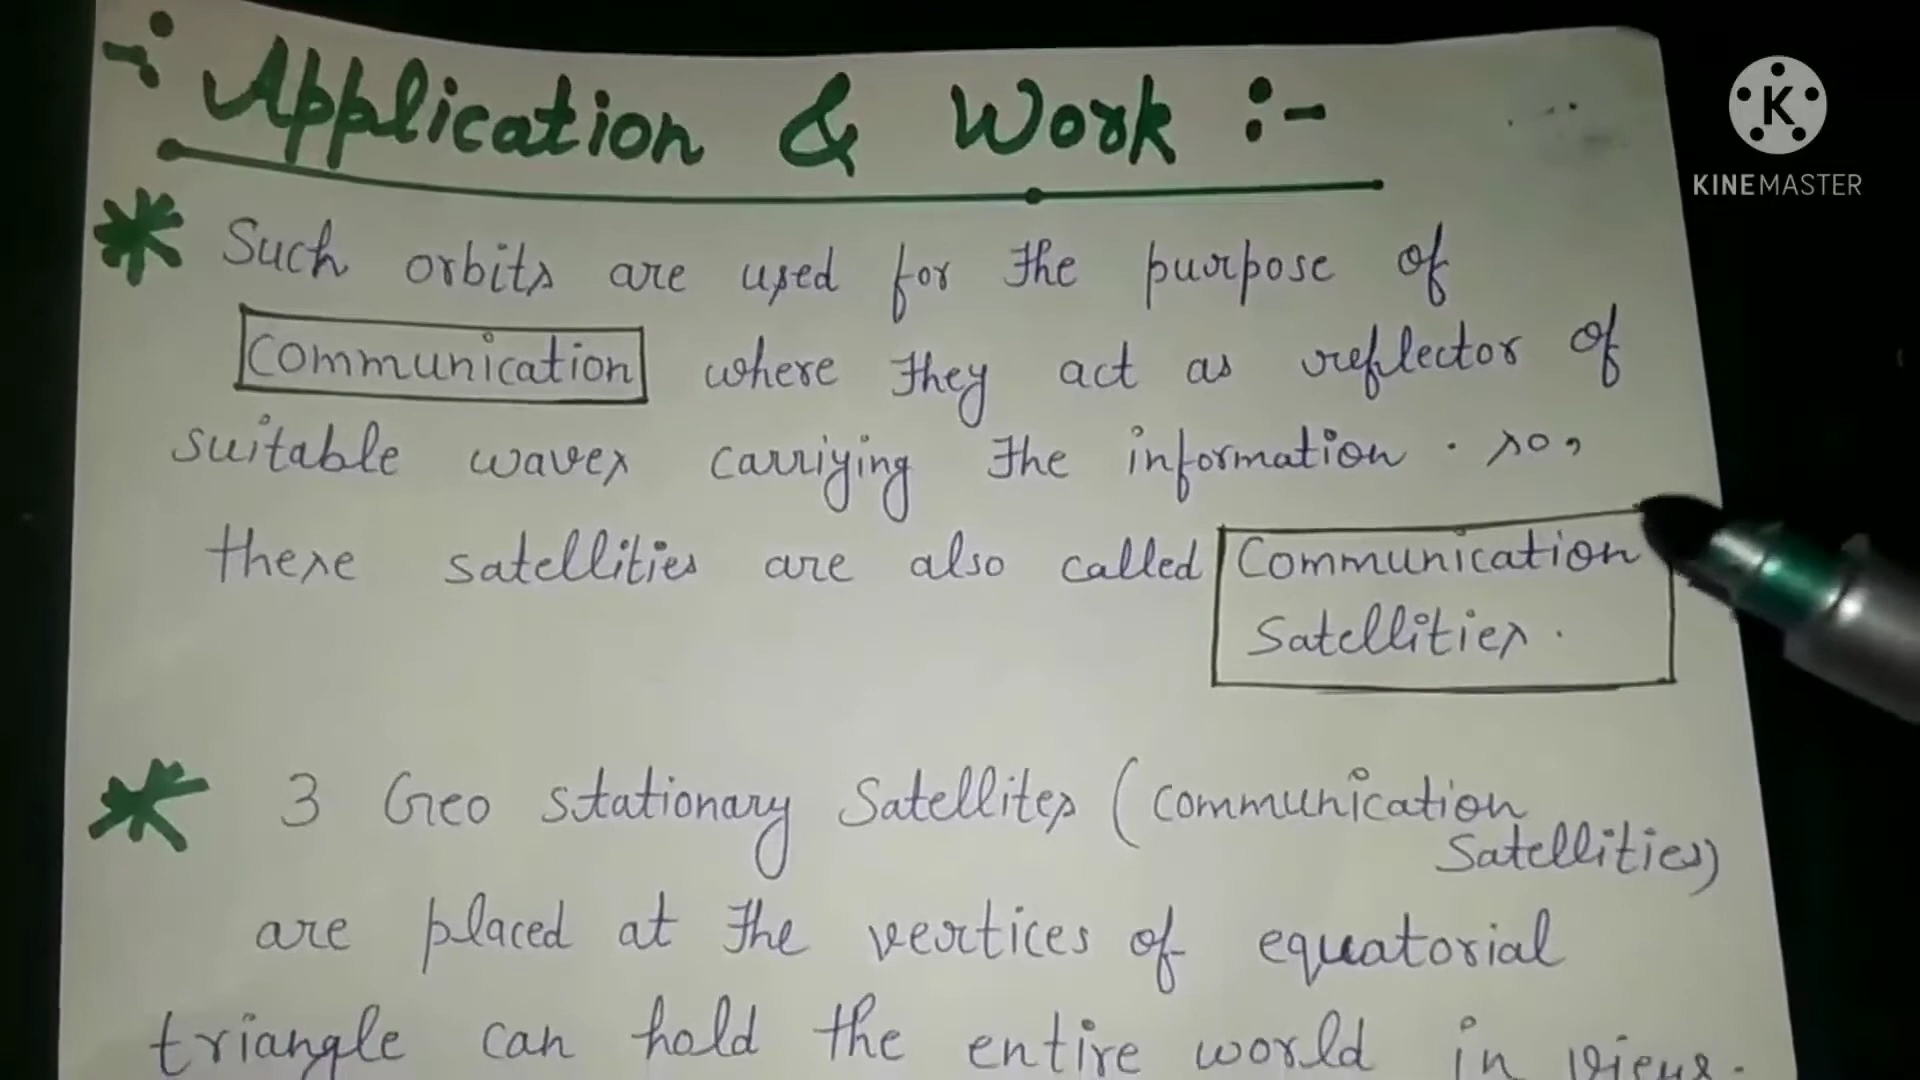 :- Application & Work :-
KINEMASTER
* Such orbits are used for the purpose of
Communication where they act as reflector of
suitable waves carriying the information . so,
these satellities are also called Communication
Satellities .
* 3 Geo stationary Satellites (communication
Satellities)
are placed at the vertices of equatorial
triangle can hold the entire world in view.